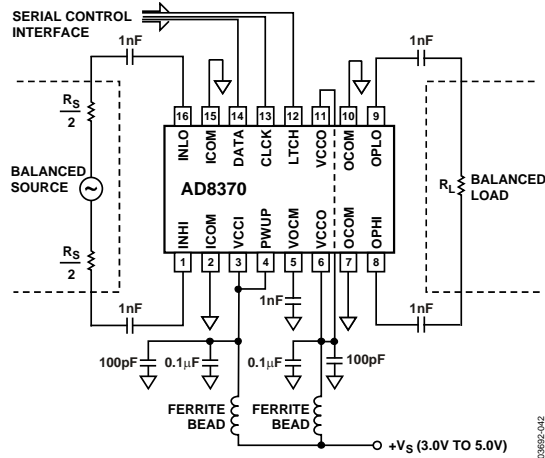 SERIAL CONTROL
INTERFACE
1nF
1nF
16 15 14 13 12 11 10 9
INLO ICOM DATA CLCK LTCH VCCO OCOM OPLO
RS
2
BALANCED
SOURCE
AD8370
RL
BALANCED
LOAD
RS
2
INHI ICOM VCCI PWUP VOCM VCCO OCOM OPHI
1 2 3 4 5 6 7 8
1nF
1nF
1nF
100pF
0.1µF
0.1µF
100pF
FERRITE
BEAD
FERRITE
BEAD
+VS (3.0V TO 5.0V)
03692-042